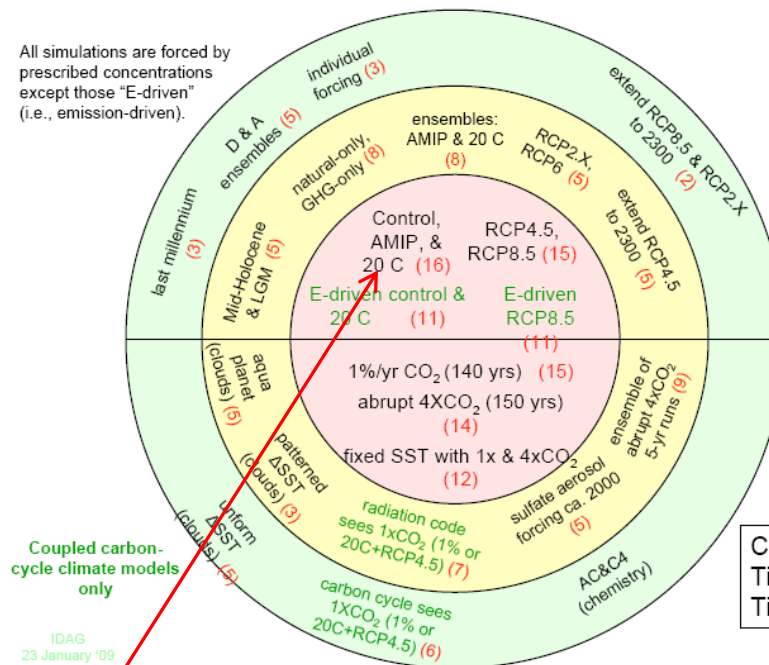 All simulations are forced by
prescribed concentrations
except those “E-driven”
(i.e., emission-driven).
individual
forcing (3)
D & A
ensembles (5)
last millennium
(3)
extend RCP8.5 & RCP2.X
to 2300
(2)
natural-only,
GHG-only (8)
ensembles:
AMIP & 20 C
(8)
RCP2.X,
RCP6 (5)
extend RCP4.5
to 2300
(5)
Mid-Holocene
& LGM (5)
Control,
AMIP, &
20 C (16)
RCP4.5,
RCP8.5 (15)
E-driven control &
20 C (11)
E-driven
RCP8.5
(11)
1%/yr CO₂ (140 yrs) (15)
abrupt 4XCO₂ (150 yrs)
(14)
fixed SST with 1x & 4xCO₂
(12)
aqua
planet
(clouds)
(5)
patterned
ΔSST
(clouds) (3)
uniform
ΔSST
(clouds) (5)
radiation code
sees 1xCO₂ (1% or
20C+RCP4.5) (7)
carbon cycle sees
1XCO₂ (1% or
20C+RCP4.5) (6)
ensemble of
abrupt 4xCO₂
5-yr runs (9)
sulfate aerosol
forcing ca. 2000
(5)
AC&C4
(chemistry)
Coupled carbon-
cycle climate models
only
IDAG
23 January ‘09
C
Ti
Ti